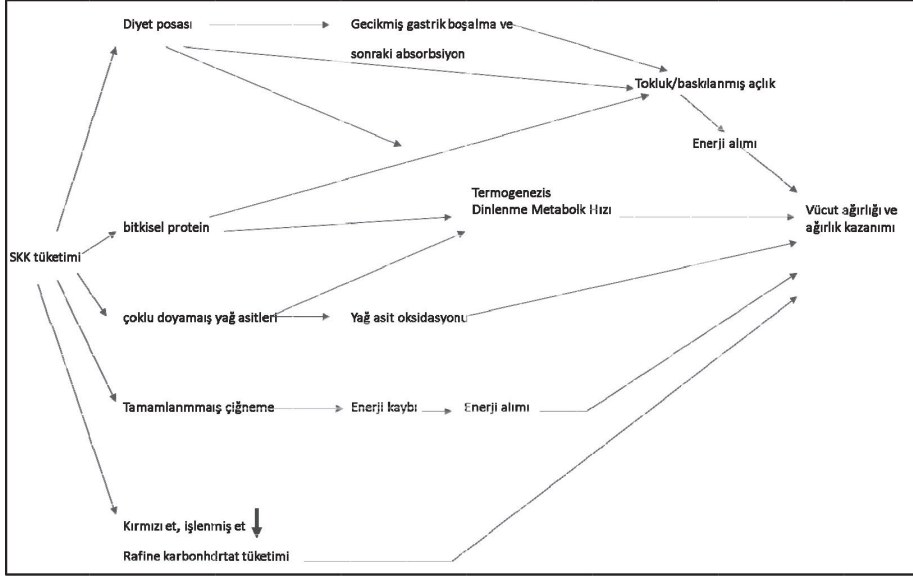 Diyet posası
Gecikmiş gastrik boşalma ve
sonraki absorbsiyon
Tokluk/baskılanmış açlık
Enerji alımı
Termogenezis
Dinlenme Metabolk Hızı
Vücut ağırlığı ve
ağırlık kazanımı
bitkisel protein
SKK tüketimi
çoklu doyamaış yağ asitleri
Yağ asit oksidasyonu
Tamamlanmmaış çiğneme
Enerji kaybı
Enerji alımı
Kırmızı et, işlenmiş et
Rafine karbonhdrtat tüketimi